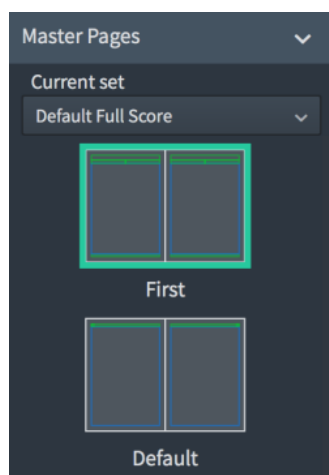 Master Pages
Current set
Default Full Score
First
Default